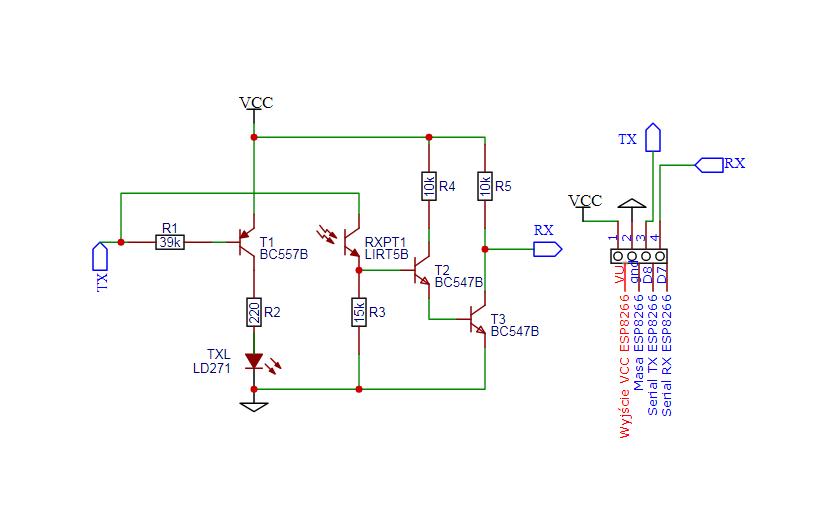 VCC
R1
39k
TX
T1
BC557B
R2
220
TXL
LD271
RXPT1
LIRT5B
R3
15k
R4
10k
R5
10k
T2
BC547B
T3
BC547B
RX
TX
RX
VCC
1
2
3
4
VU
gnd
D8
D7
Wyjście VCC ESP8266
Masa ESP8266
Serial TX ESP8266
Serial RX ESP8266